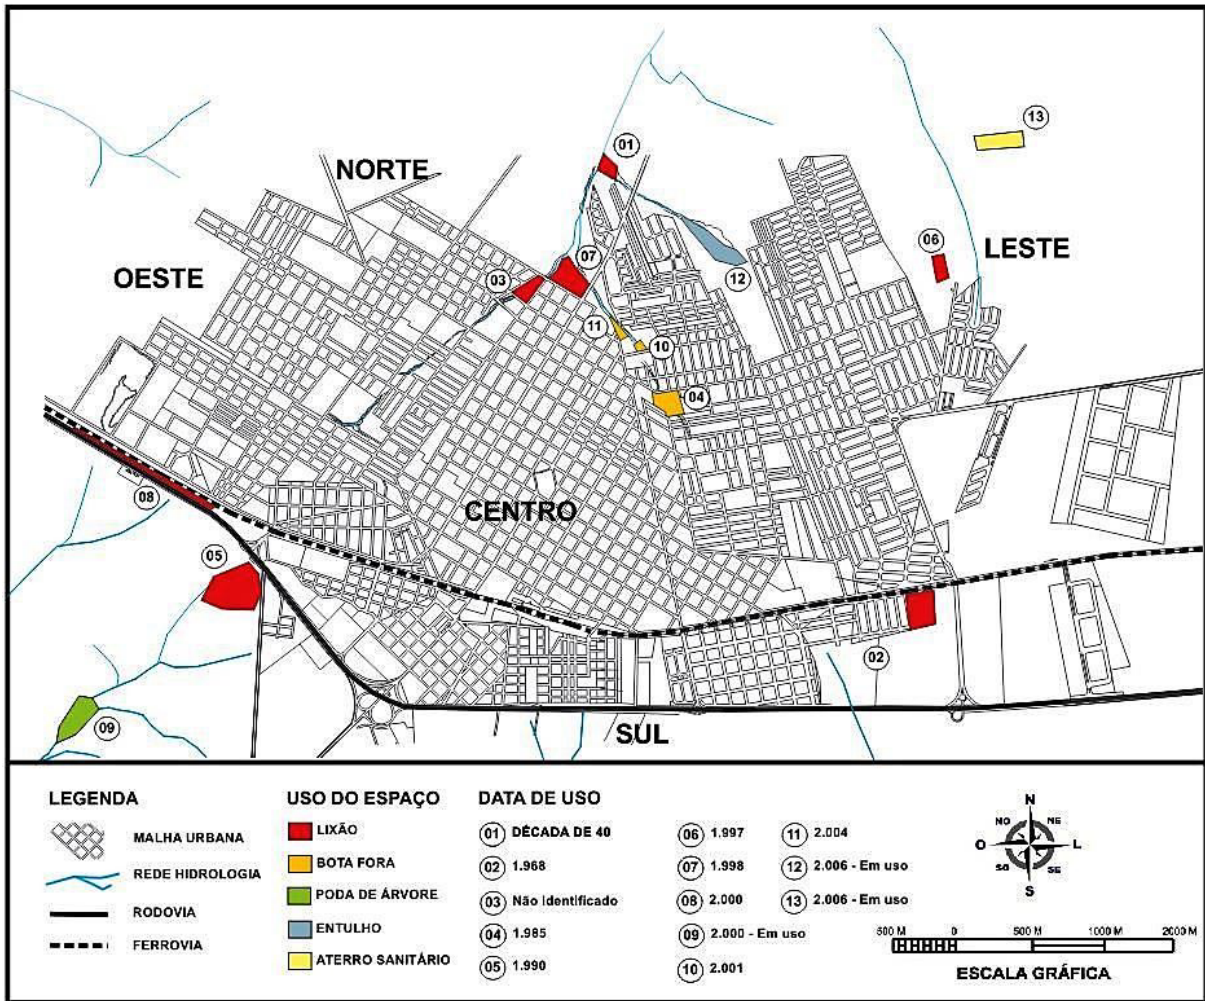 01
13
NORTE
06
LESTE
07
OESTE
03
12
11
10
04
08
CENTRO
05
02
09
SUL
LEGENDA
MALHA URBANA
REDE HIDROLOGIA
RODOVIA
FERROVIA
USO DO ESPAÇO
LIXÃO
BOTA FORA
PODA DE ÁRVORE
ENTULHO
ATERRO SANITÁRIO
DATA DE USO
01 DÉCADA DE 40
02 1.968
03 Não Identificado
04 1.985
05 1.990
06 1.997
07 1.998
08 2.000
09 2.000 - Em uso
10 2.001
11 2.004
12 2.006 - Em uso
13 2.006 - Em uso
N
NO NE
O L
SO SE
S
500 M 0 500 M 1000 M 2000 M
ESCALA GRÁFICA